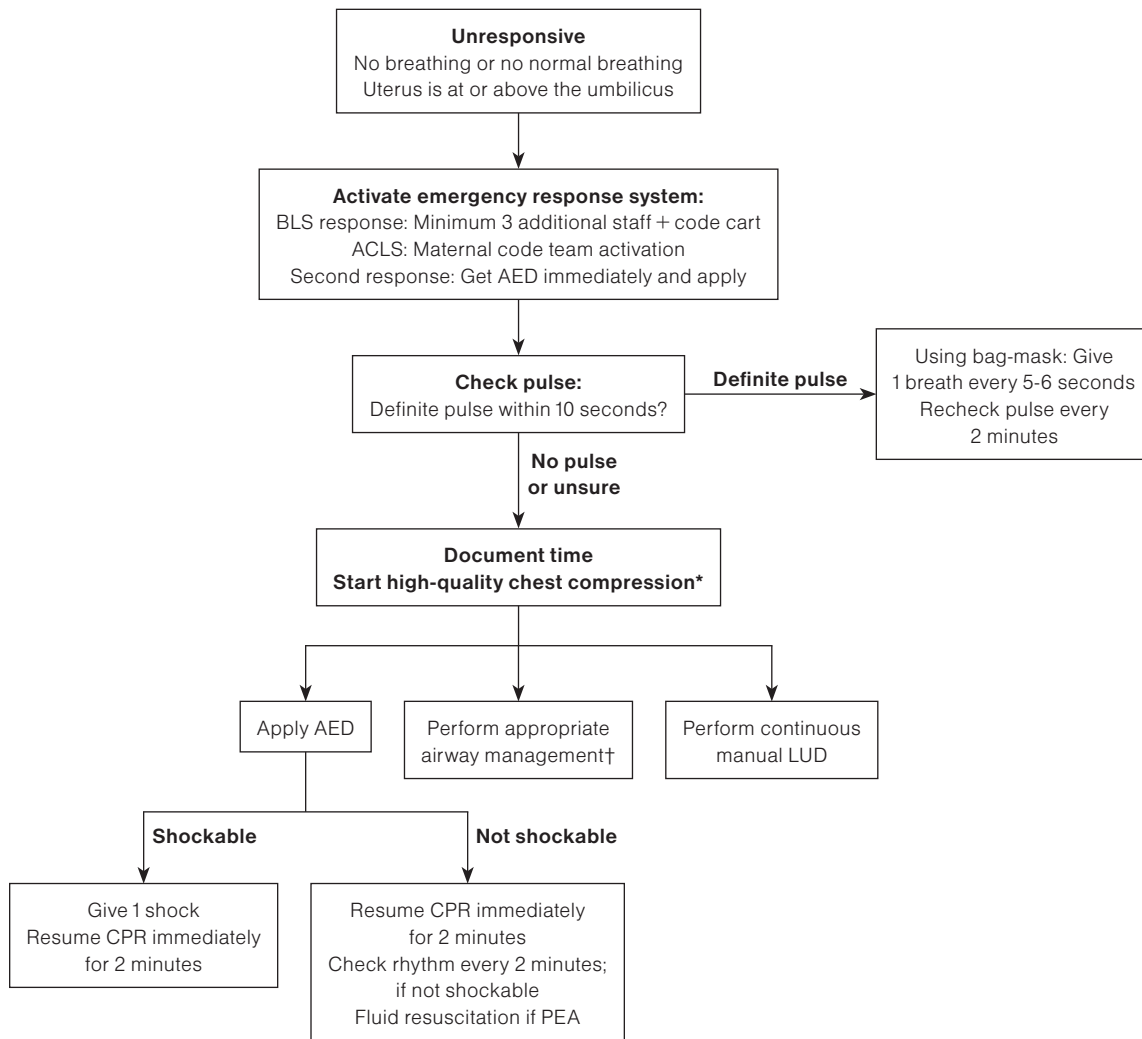 Unresponsive
No breathing or no normal breathing
Uterus is at or above the umbilicus
Activate emergency response system:
BLS response: Minimum 3 additional staff + code cart
ACLS: Maternal code team activation
Second response: Get AED immediately and apply
Check pulse:
Definite pulse within 10 seconds?
Definite pulse
Using bag-mask: Give
1 breath every 5-6 seconds
Recheck pulse every
2 minutes
No pulse
or unsure
Document time
Start high-quality chest compression*
Apply AED
Perform appropriate
airway management†
Perform continuous
manual LUD
Shockable
Not shockable
Give 1 shock
Resume CPR immediately
for 2 minutes
Resume CPR immediately
for 2 minutes
Check rhythm every 2 minutes;
if not shockable
Fluid resuscitation if PEA